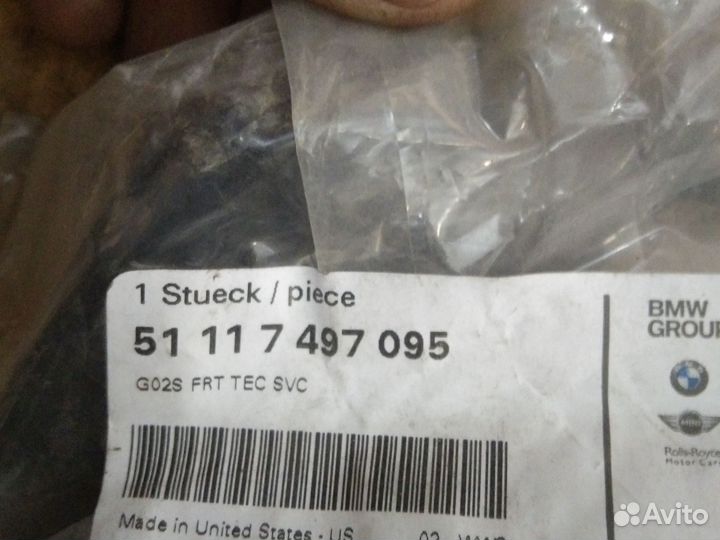 1 Stueck / piece
51 11 7 497 095
G02S FRT TEC SVC
Made in United States - US
BMW
GROUP
MINI
Rolls-Royce
Motor Cars
Avito